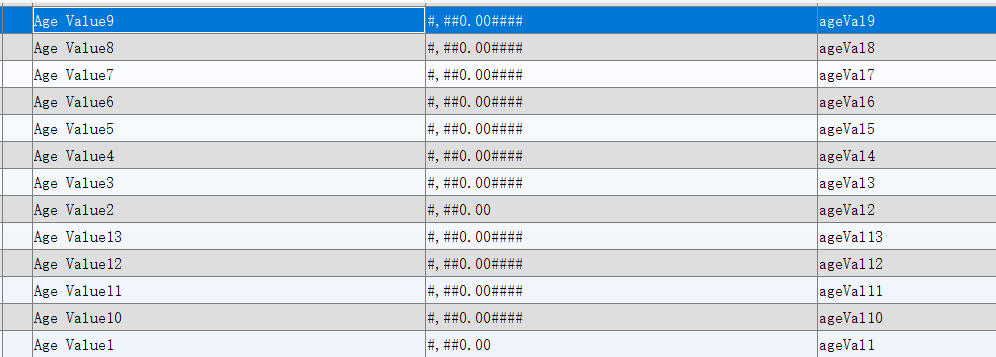 Age Value9 #,##0.00#### ageVal9
Age Value8 #,##0.00#### ageVal8
Age Value7 #,##0.00#### ageVal7
Age Value6 #,##0.00#### ageVal6
Age Value5 #,##0.00#### ageVal5
Age Value4 #,##0.00#### ageVal4
Age Value3 #,##0.00#### ageVal3
Age Value2 #,##0.00 ageVal2
Age Value13 #,##0.00#### ageVal13
Age Value12 #,##0.00#### ageVal12
Age Value11 #,##0.00#### ageVal11
Age Value10 #,##0.00#### ageVal10
Age Value1 #,##0.00 ageVal1